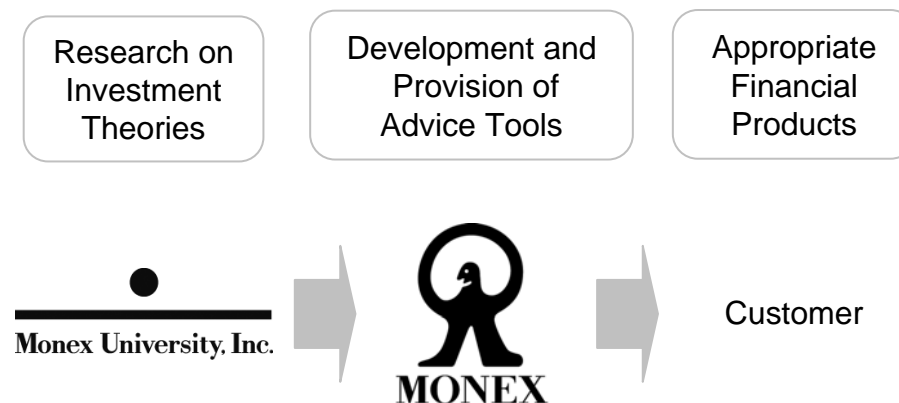 Research on
Investment
Theories
Development and
Provision of
Advice Tools
Appropriate
Financial
Products
Monex University, Inc.
MONEX
Customer